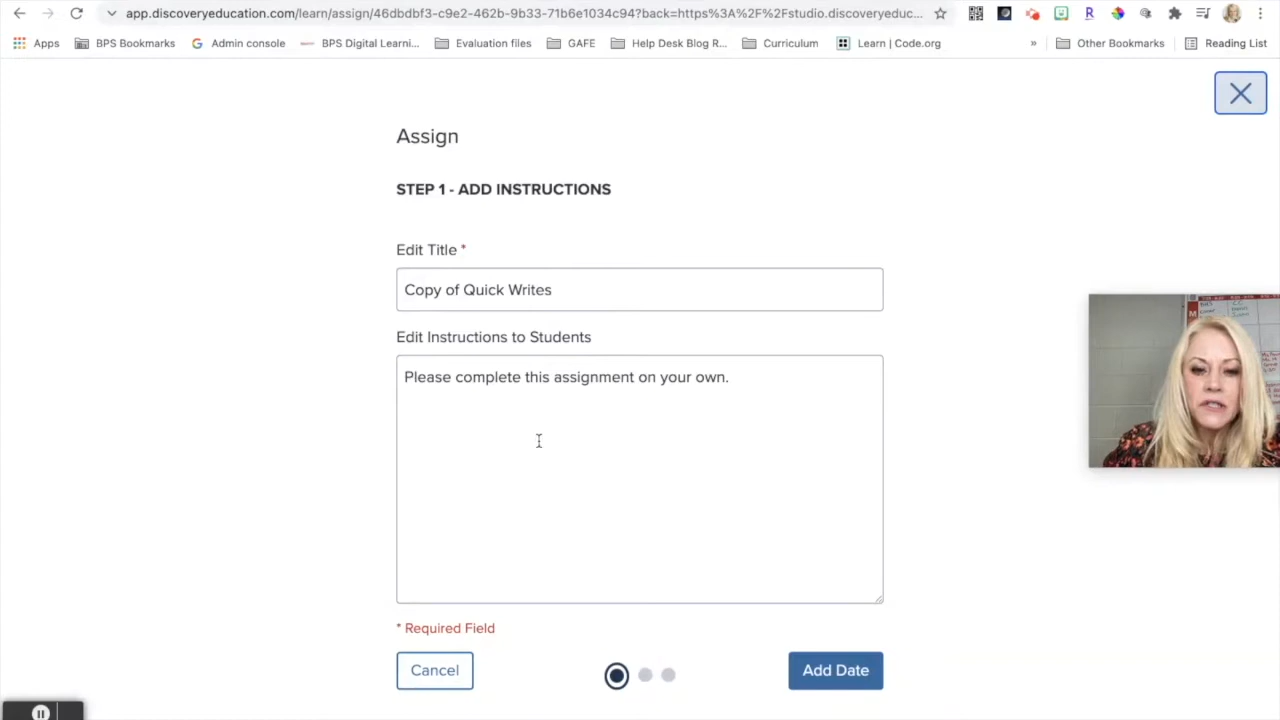 app.discoveryeducation.com/learn/assign/46dbdbf3-c9e2-462b-9b33-71b6e1034c94?back=https%3A%2F%2Fstudio.discoveryeduc...
Apps BPS Bookmarks Admin console BPS Digital Learni... Evaluation files GAFE Help Desk Blog R... Curriculum Learn | Code.org » Other Bookmarks Reading List
Assign
STEP 1 - ADD INSTRUCTIONS
Edit Title *
Copy of Quick Writes
Edit Instructions to Students
Please complete this assignment on your own.
* Required Field
Cancel
Add Date